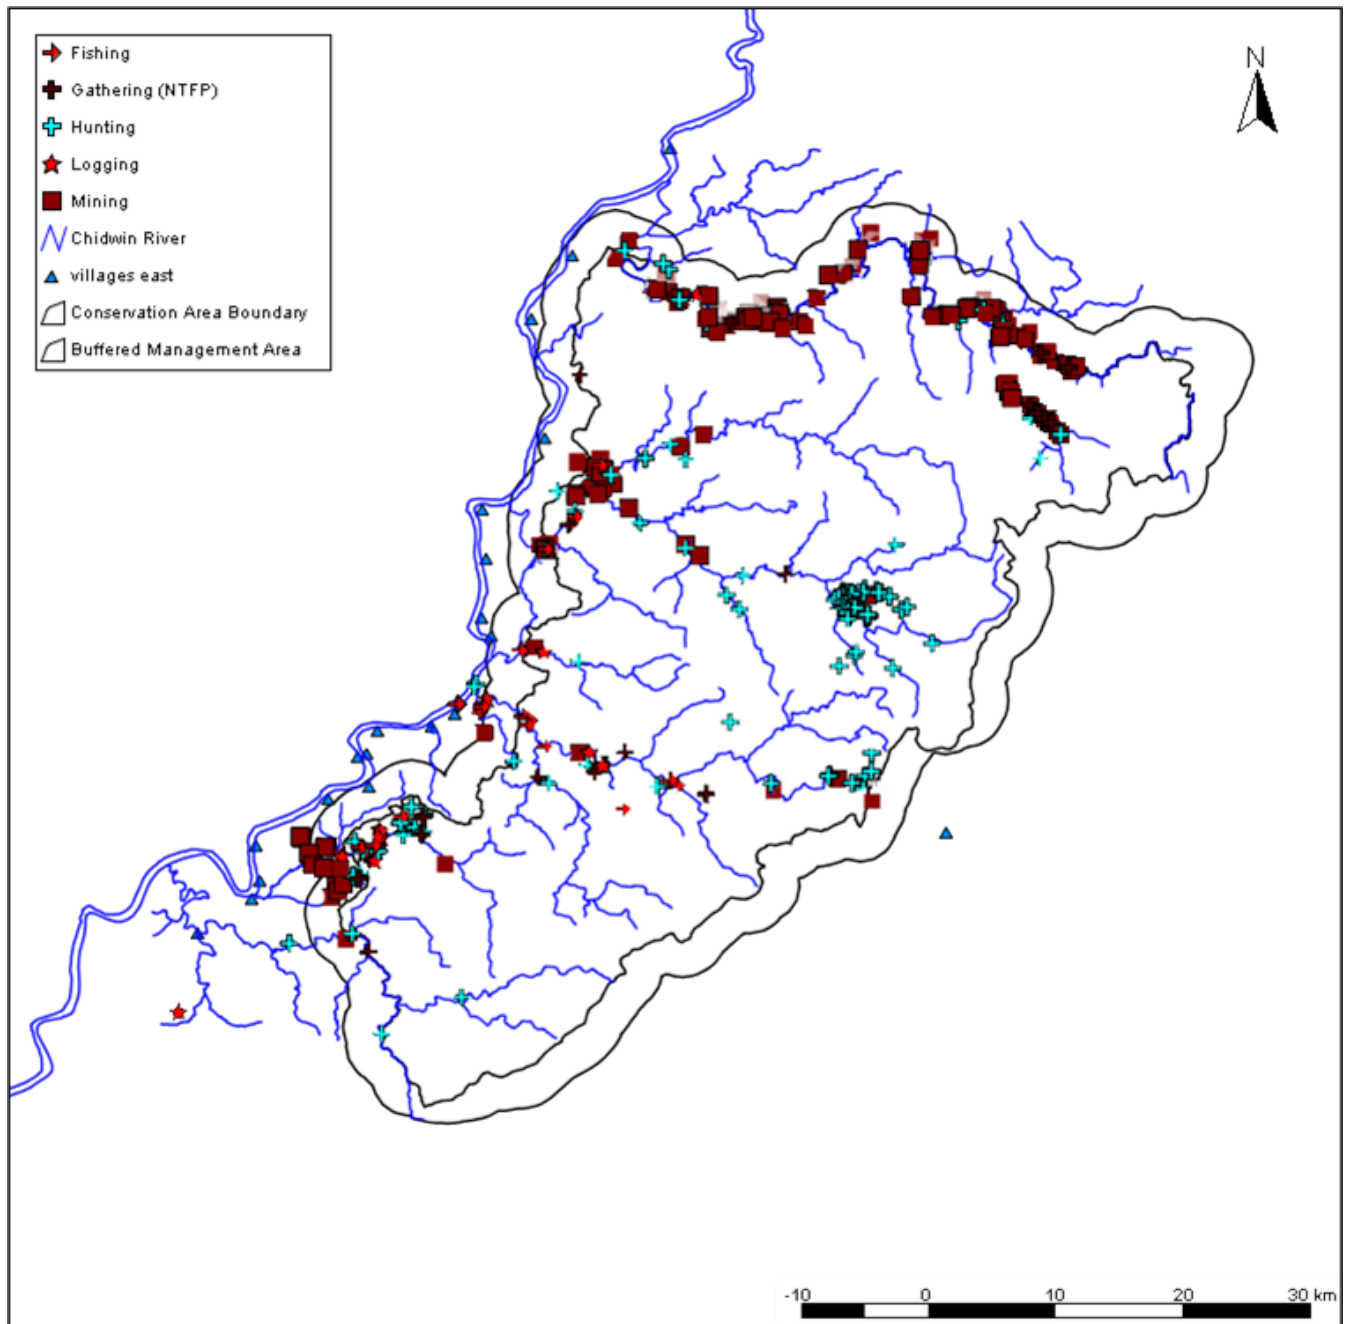 Fishing
Gathering (NTFP)
Hunting
Logging
Mining
Chidwin River
villages east
Conservation Area Boundary
Buffered Management Area
N
-10 0 10 20 30 km